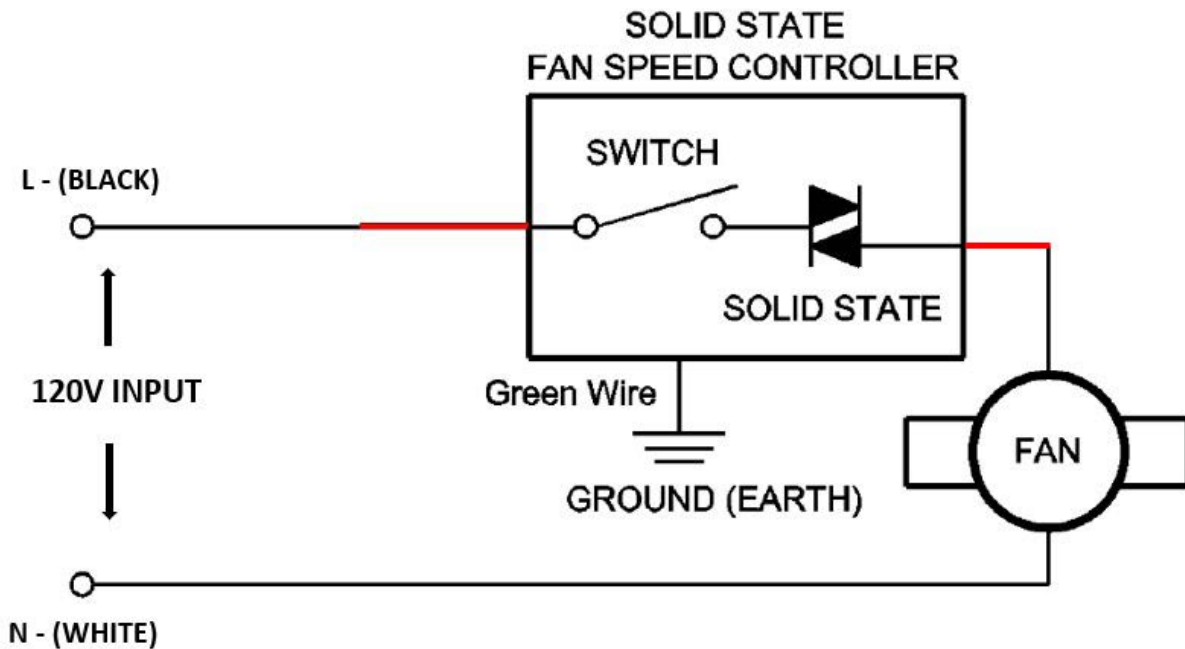 SOLID STATE
FAN SPEED CONTROLLER
SWITCH
L - (BLACK)
SOLID STATE
120V INPUT
Green Wire
FAN
GROUND (EARTH)
N - (WHITE)